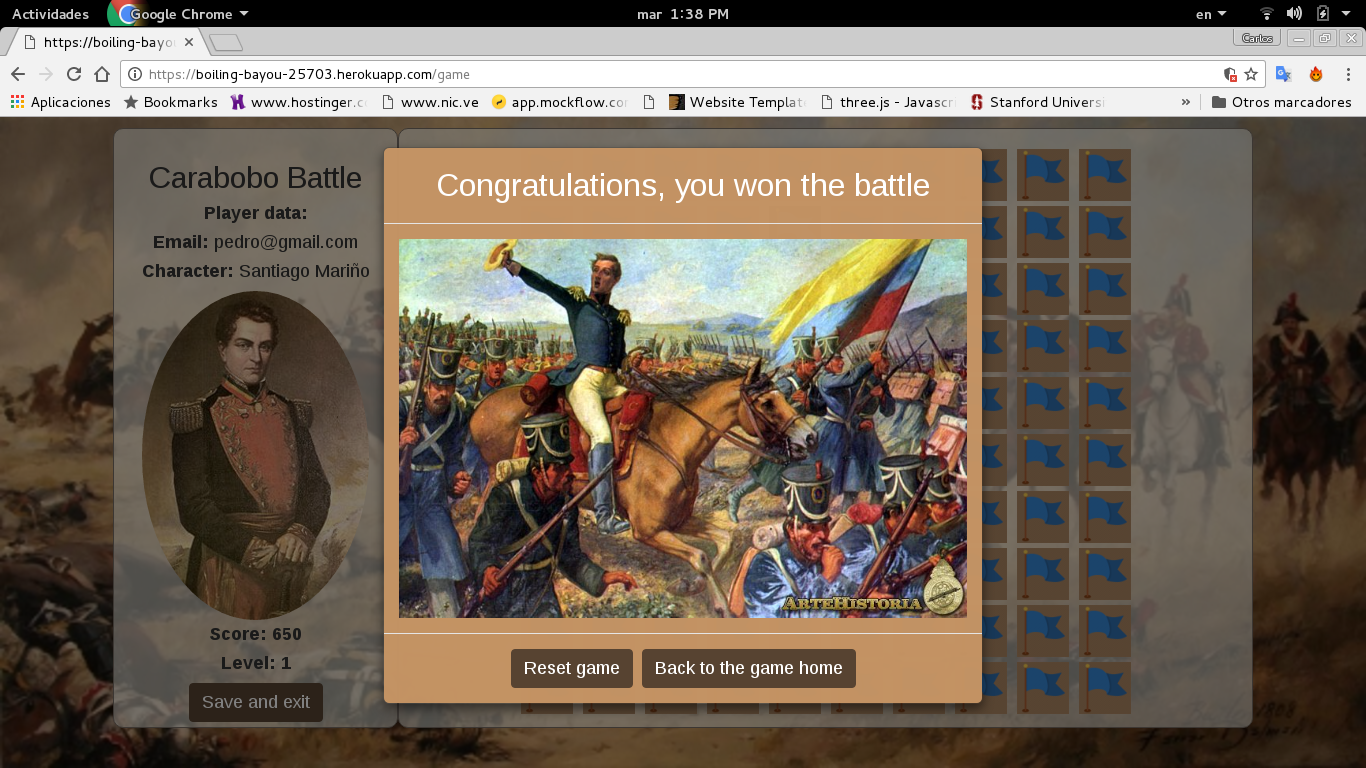 Actividades
Google Chrome
mar 1:38 PM
en
https://boiling-bayou
Carlos
https://boiling-bayou-25703.herokuapp.com/game
Aplicaciones
Bookmarks
www.hostinger.c
www.nic.ve
app.mockflow.co
Website Templat
three.js - Javascr
Stanford Universi
»
Otros marcadores
Carabobo Battle
Player data:
Email: pedro@gmail.com
Character: Santiago Mariño
Score: 650
Level: 1
Save and exit
Congratulations, you won the battle
ArteHistoria
Reset game
Back to the game home